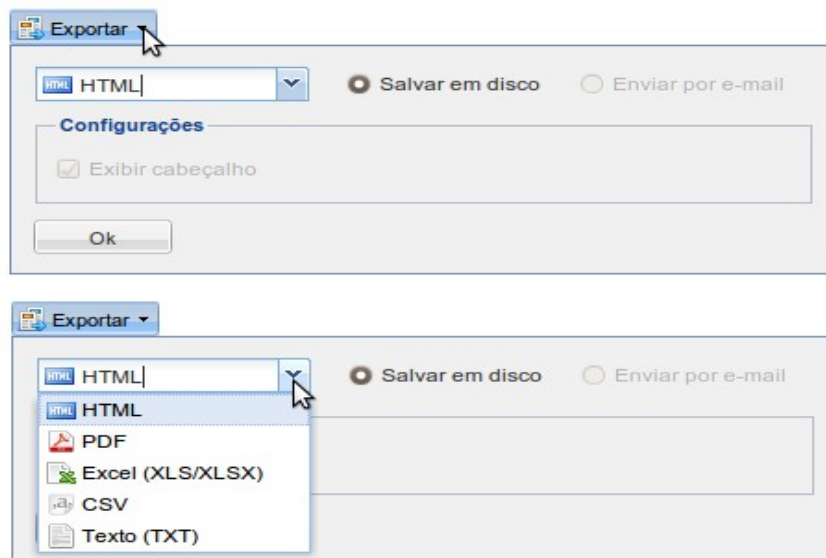 Exportar
HTML
Salvar em disco
Enviar por e-mail
Configurações
Exibir cabeçalho
Ok
Exportar
HTML
Salvar em disco
Enviar por e-mail
HTML
PDF
Excel (XLS/XLSX)
CSV
Texto (TXT)